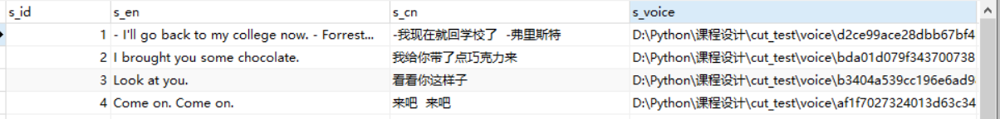 s_id s_en s_cn s_voice
1 - I'll go back to my college now. - Forrest... -我现在就回学校了 -弗里斯特 D:\Python\课程设计\cut_test\voice\d2ce99ace28dbb67bf4
2 I brought you some chocolate. 我给你带了点巧克力来 D:\Python\课程设计\cut_test\voice\bda01d079f343700738
3 Look at you. 看看你这样子 D:\Python\课程设计\cut_test\voice\b3404a539cc196e6ad9
4 Come on. Come on. 来吧 来吧 D:\Python\课程设计\cut_test\voice\af1f7027324013d63c34